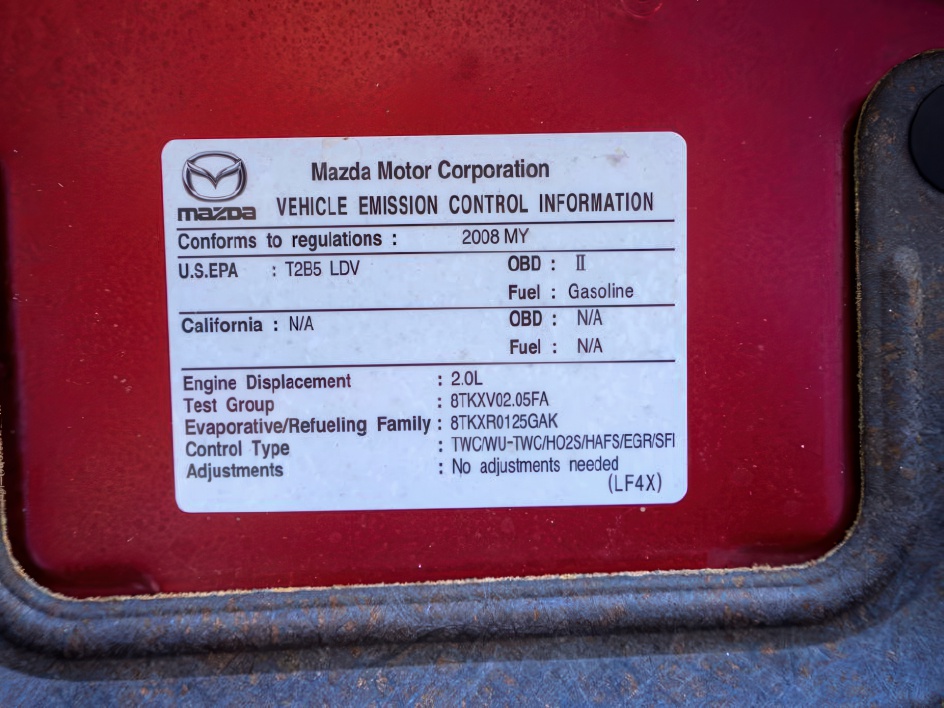 Mazda Motor Corporation
mazda VEHICLE EMISSION CONTROL INFORMATION
Conforms to regulations : 2008 MY
U.S.EPA : T2B5 LDV OBD : II
Fuel : Gasoline
California : N/A OBD : N/A
Fuel : N/A
Engine Displacement : 2.0L
Test Group : 8TKXV02.05FA
Evaporative/Refueling Family : 8TKXR0125GAK
Control Type : TWC/WU-TWC/HO2S/HAFS/EGR/SFI
Adjustments : No adjustments needed
(LF4X)